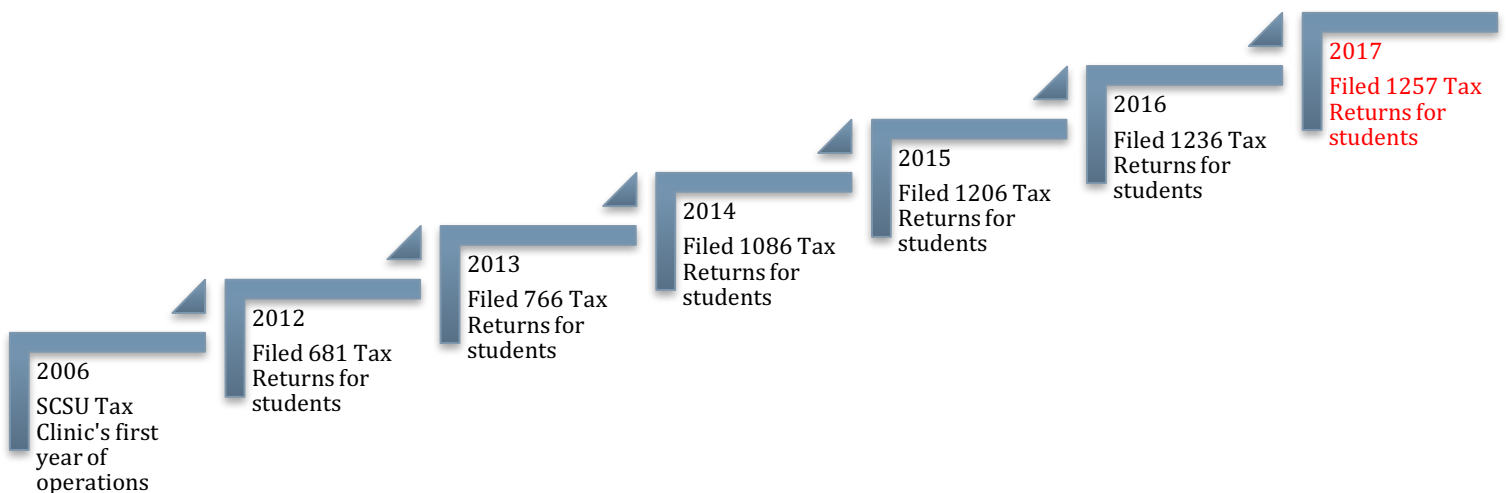 2006
SCSU Tax
Clinic's first
year of
operations
2012
Filed 681 Tax
Returns for
students
2013
Filed 766 Tax
Returns for
students
2014
Filed 1086 Tax
Returns for
students
2015
Filed 1206 Tax
Returns for
students
2016
Filed 1236 Tax
Returns for
students
2017
Filed 1257 Tax
Returns for
students